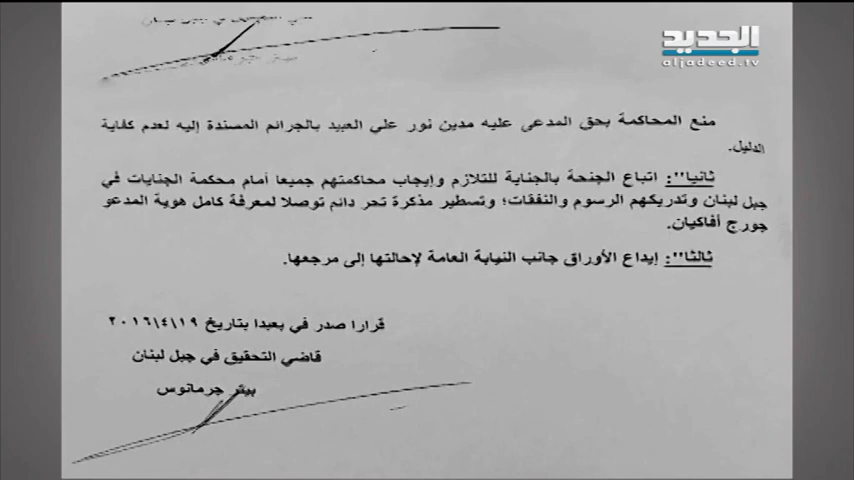 الجديد
aljadeed.tv
منع المحاكمة بحق المدعى عليه مدين نور علي العبيد بالجرائم المسندة إليه لعدم كفاية
الدليل.
ثانيا": اتباع الجنحة بالجناية للتلازم وإيجاب محاكمتهم جميعا أمام محكمة الجنايات في
جبل لبنان وتدريكهم الرسوم والنفقات؛ وتسطير مذكرة تحر دائم توصلا لمعرفة كامل هوية المدعو
جورج أفاكيان.
ثالثا": إيداع الأوراق جانب النيابة العامة لإحالتها إلى مرجعها.
قرارا صدر في بعبدا بتاريخ ١٩\٤\٢٠١٦
قاضي التحقيق في جبل لبنان
بيتر جرمانوس